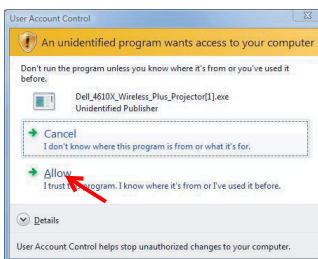 User Account Control
An unidentified program wants access to your computer
Don't run the program unless you know where it's from or you've used it
before.
Dell_4610X_Wireless_Plus_Projector[1].exe
Unidentified Publisher
Cancel
I don't know where this program is from or what it's for.
Allow
I trust this program. I know where it's from or I've used it before.
Details
User Account Control helps stop unauthorized changes to your computer.